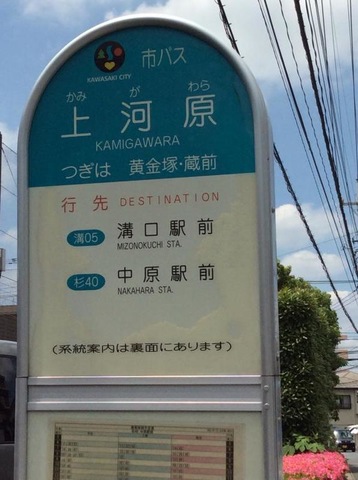 KAWASAKI CITY
市バス
かみ が わら
上河原
KAMIGAWARA
つぎは 黄金塚・蔵前
行先 DESTINATION
溝05 溝口駅前
MIZONOKUCHI STA.
杉40 中原駅前
NAKAHARA STA.
(系統案内は裏面にあります)